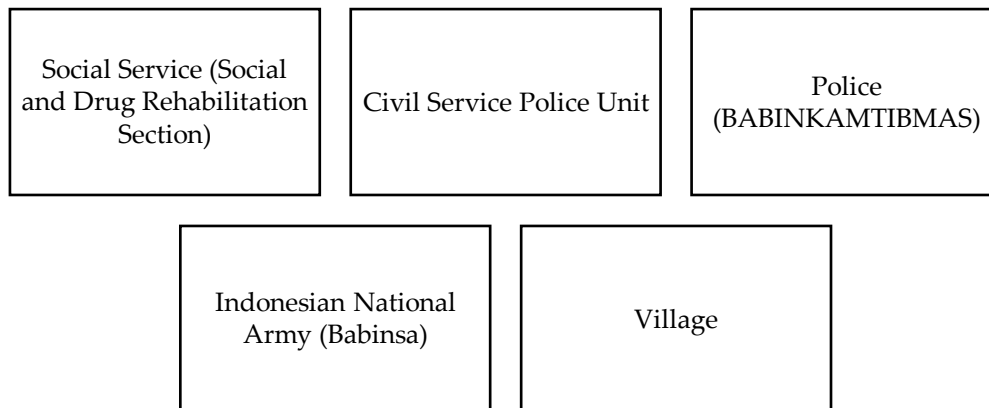 Social Service (Social
and Drug Rehabilitation
Section)
Civil Service Police Unit
Police
(BABINKAMTIBMAS)
Indonesian National
Army (Babinsa)
Village